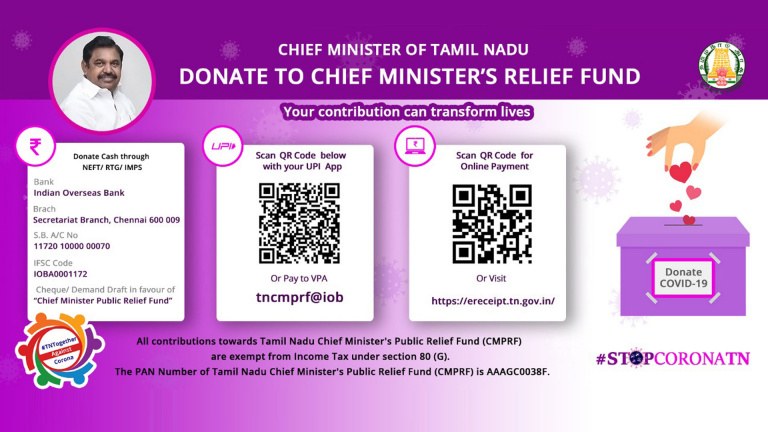 CHIEF MINISTER OF TAMIL NADU
DONATE TO CHIEF MINISTER'S RELIEF FUND
Your contribution can transform lives
Donate Cash through
NEFT/ RTG/ IMPS
Bank
Indian Overseas Bank
Brach
Secretariat Branch, Chennai 600 009
S.B. A/C No
11720 10000 00070
IFSC Code
IOBA0001172
Cheque/ Demand Draft in favour of
"Chief Minister Public Relief Fund"
UPI
Scan QR Code below
with your UPI App
Or Pay to VPA
tncmprf@iob
Scan QR Code for
Online Payment
Or Visit
https://ereceipt.tn.gov.in/
Donate
COVID-19
#TNTogether
Against
Corona
All contributions towards Tamil Nadu Chief Minister's Public Relief Fund (CMPRF)
are exempt from Income Tax under section 80 (G).
The PAN Number of Tamil Nadu Chief Minister's Public Relief Fund (CMPRF) is AAAGC0038F.
#STOPCORONATN